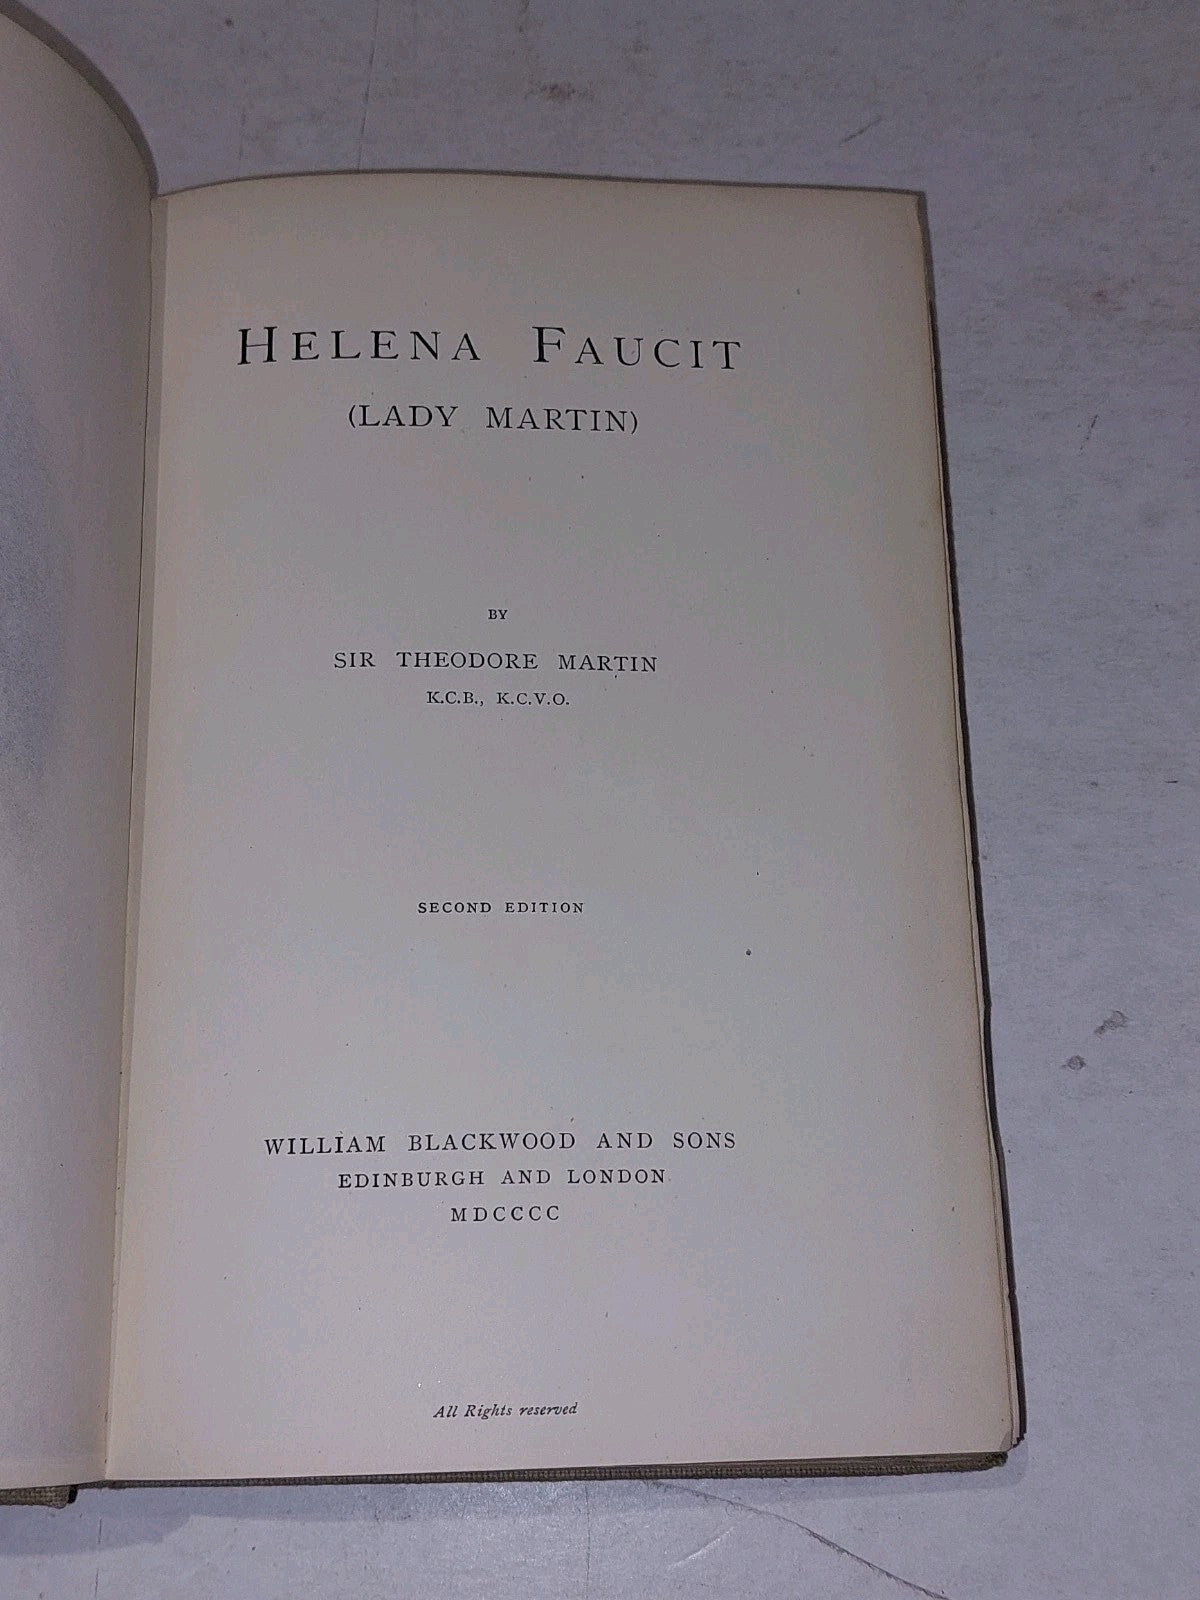 HELENA FAUCIT
(LADY MARTIN)
BY
SIR THEODORE MARTIN
K.C.B., K.C.V.O.
SECOND EDITION
WILLIAM BLACKWOOD AND SONS
EDINBURGH AND LONDON
MDCCCC
All Rights reserved